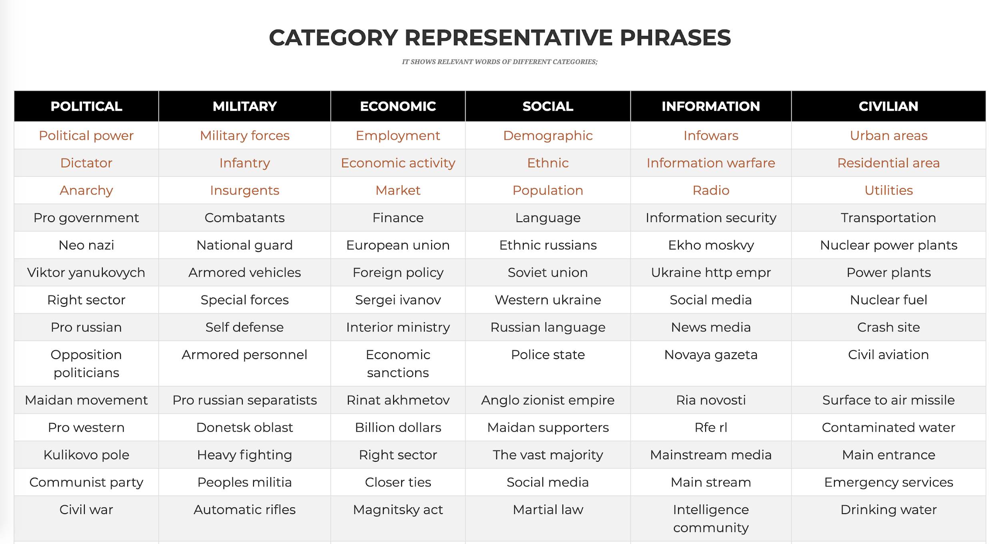 CATEGORY REPRESENTATIVE PHRASES
IT SHOWS RELEVANT WORDS OF DIFFERENT CATEGORIES;
POLITICAL MILITARY ECONOMIC SOCIAL INFORMATION CIVILIAN
Political power Military forces Employment Demographic Infowars Urban areas
Dictator Infantry Economic activity Ethnic Information warfare Residential area
Anarchy Insurgents Market Population Radio Utilities
Pro government Combatants Finance Language Information security Transportation
Neo nazi National guard European union Ethnic russians Ekho moskvy Nuclear power plants
Viktor yanukovych Armored vehicles Foreign policy Soviet union Ukraine http empr Power plants
Right sector Special forces Sergei ivanov Western ukraine Social media Nuclear fuel
Pro russian Self defense Interior ministry Russian language News media Crash site
Opposition Armored personnel Economic Police state Novaya gazeta Civil aviation
politicians sanctions
Maidan movement Pro russian separatists Rinat akhmetov Anglo zionist empire Ria novosti Surface to air missile
Pro western Donetsk oblast Billion dollars Maidan supporters Rfe rl Contaminated water
Kulikovo pole Heavy fighting Right sector The vast majority Mainstream media Main entrance
Communist party Peoples militia Closer ties Social media Main stream Emergency services
Civil war Automatic rifles Magnitsky act Martial law Intelligence Drinking water
community